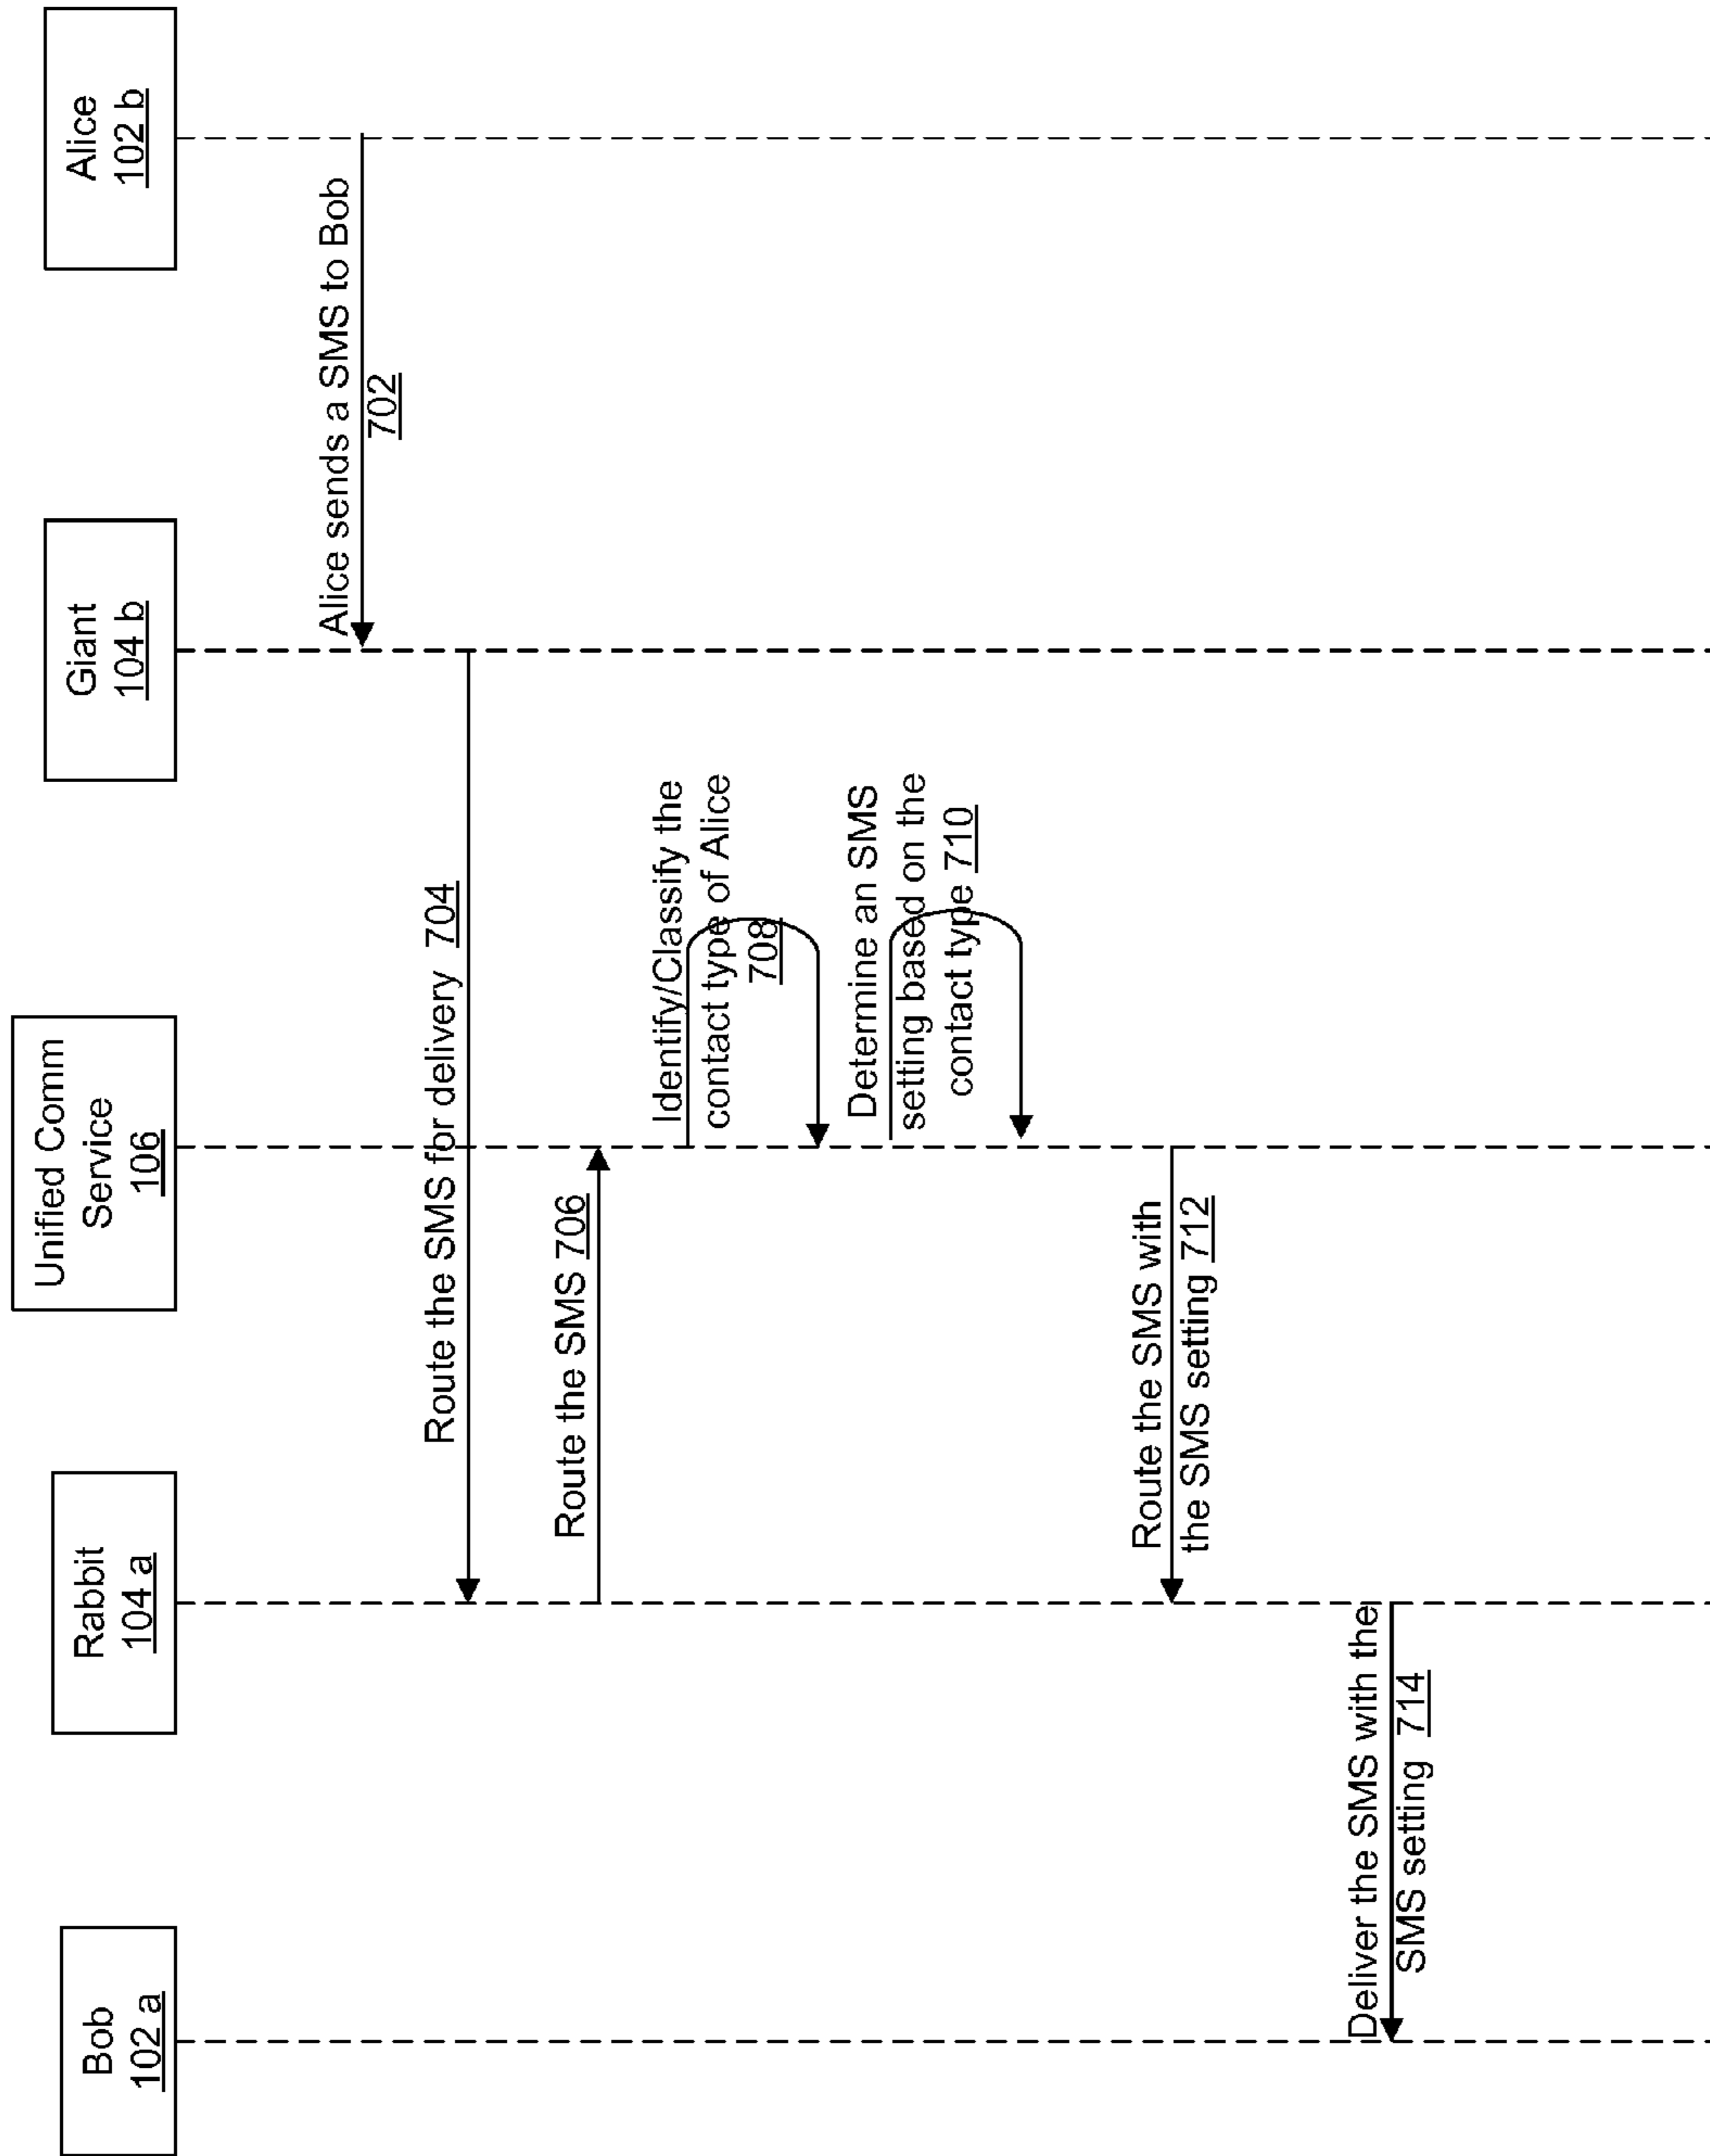 Bob
102 a
Rabbit
104 a
Unified Comm
Service
106
Giant
104 b
Alice
102 b
Alice sends a SMS to Bob
702
Route the SMS for delivery 704
Route the SMS 706
Identify/Classify the
contact type of Alice
708
Determine an SMS
setting based on the
contact type 710
Route the SMS with
the SMS setting 712
Deliver the SMS with the
SMS setting 714